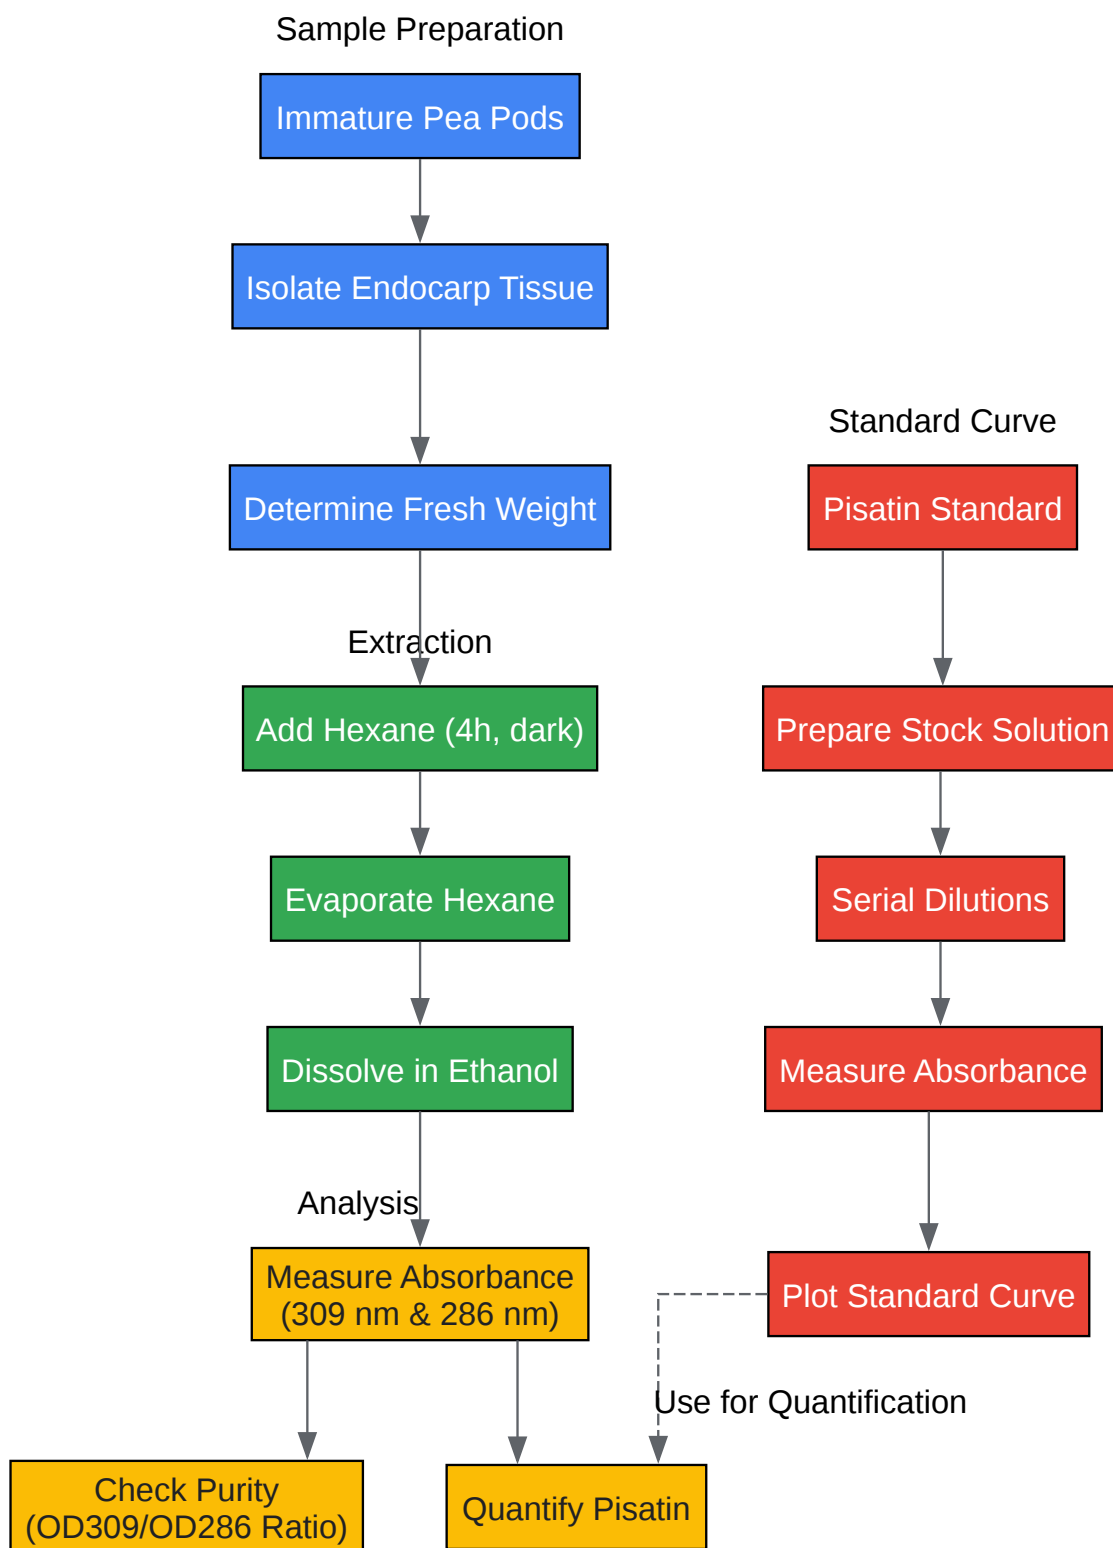 Sample Preparation
Immature Pea Pods
Isolate Endocarp Tissue
Determine Fresh Weight
Extraction
Add Hexane (4h, dark)
Evaporate Hexane
Dissolve in Ethanol
Analysis
Measure Absorbance
(309 nm & 286 nm)
Check Purity
(OD309/OD286 Ratio)
Quantify Pisatin
Standard Curve
Pisatin Standard
Prepare Stock Solution
Serial Dilutions
Measure Absorbance
Plot Standard Curve
Use for Quantification